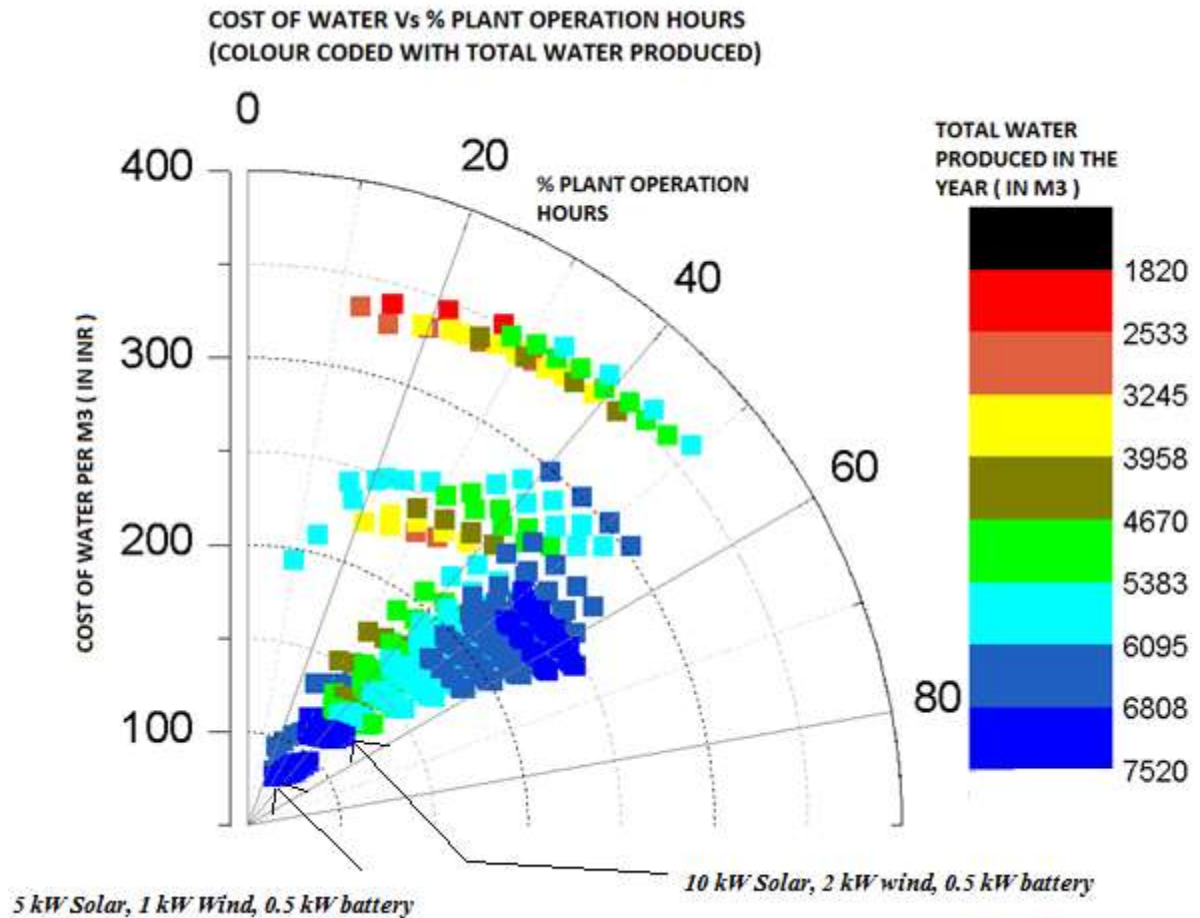 COST OF WATER Vs % PLANT OPERATION HOURS
(COLOUR CODED WITH TOTAL WATER PRODUCED)
0
20
40
60
80
% PLANT OPERATION
HOURS
400
300
200
100
COST OF WATER PER M3 ( IN INR )
TOTAL WATER
PRODUCED IN THE
YEAR ( IN M3 )
1820
2533
3245
3958
4670
5383
6095
6808
7520
10 kW Solar, 2 kW wind, 0.5 kW battery
5 kW Solar, 1 kW Wind, 0.5 kW battery